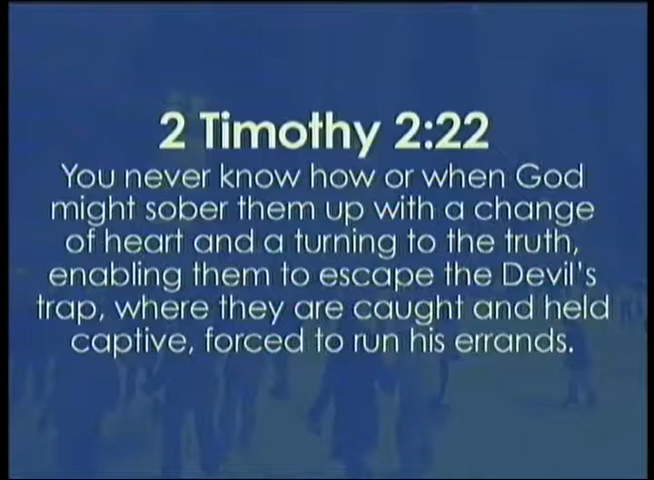 2 Timothy 2:22
You never know how or when God
might sober them up with a change
of heart and a turning to the truth,
enabling them to escape the Devil's
trap, where they are caught and held
captive, forced to run his errands.